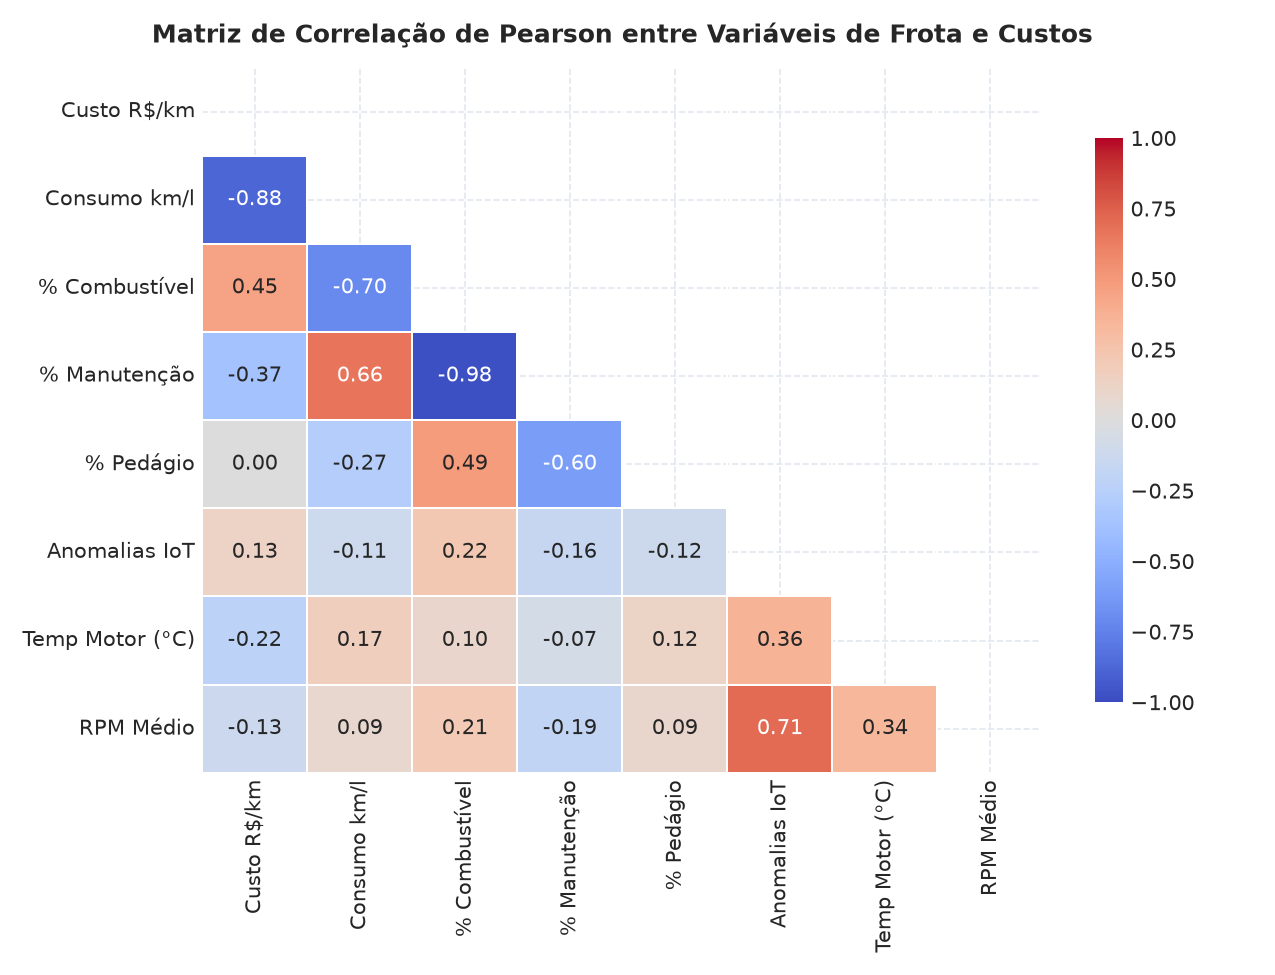 Matriz de Correlação de Pearson entre Variáveis de Frota e Custos
Custo R$/km
Consumo km/l -0.88
% Combustível 0.45 -0.70
% Manutenção -0.37 0.66 -0.98
% Pedágio 0.00 -0.27 0.49 -0.60
Anomalias IoT 0.13 -0.11 0.22 -0.16 -0.12
Temp Motor (°C) -0.22 0.17 0.10 -0.07 0.12 0.36
RPM Médio -0.13 0.09 0.21 -0.19 0.09 0.71 0.34
Custo R$/km
Consumo km/l
% Combustível
% Manutenção
% Pedágio
Anomalias IoT
Temp Motor (°C)
RPM Médio
1.00
0.75
0.50
0.25
0.00
−0.25
−0.50
−0.75
−1.00